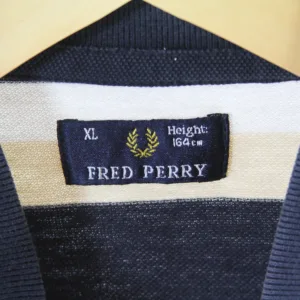 XL
Height:
164cm
FRED PERRY